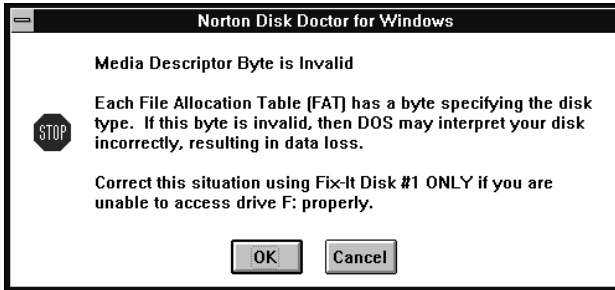 Norton Disk Doctor for Windows
Media Descriptor Byte is Invalid
Each File Allocation Table (FAT) has a byte specifying the disk
type.  If this byte is invalid, then DOS may interpret your disk
incorrectly, resulting in data loss.
STOP
Correct this situation using Fix-It Disk #1 ONLY if you are
unable to access drive F: properly.
OK Cancel